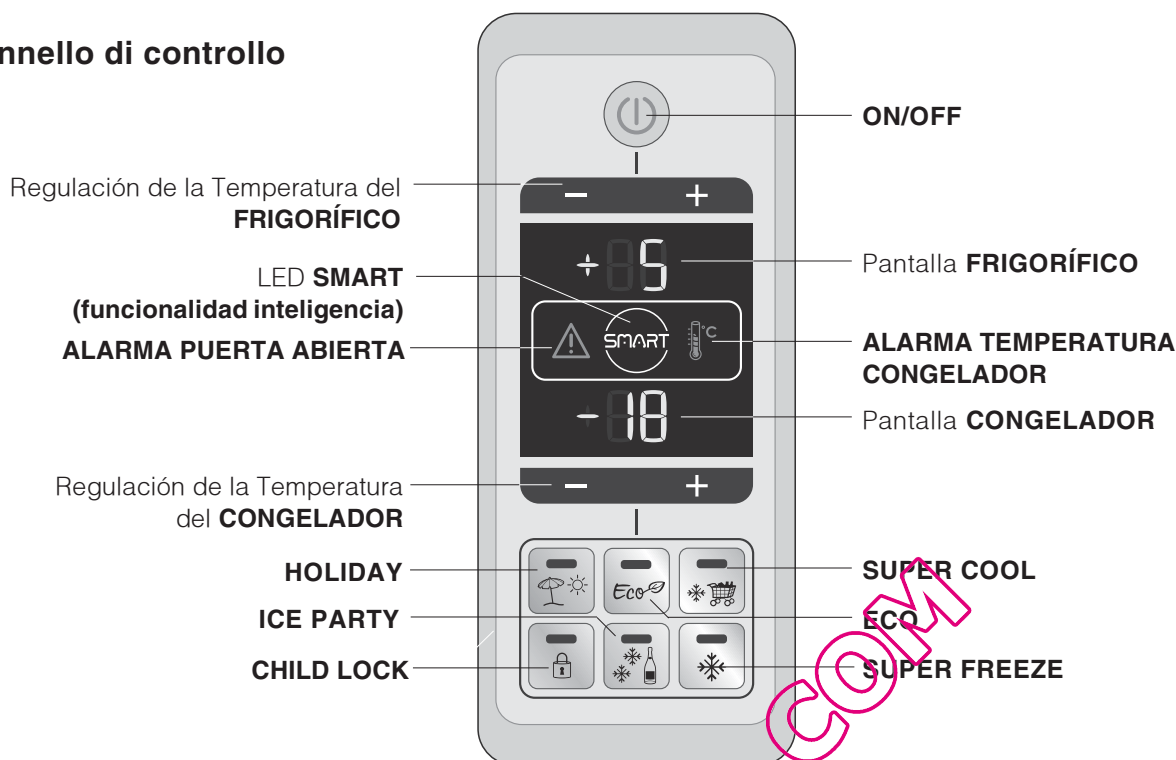 nnello di controllo
ON/OFF
Regulación de la Temperatura del
FRIGORÍFICO
− +
+ 5
Pantalla FRIGORÍFICO
LED SMART
(funcionalidad inteligencia)
SMART
°C
ALARMA PUERTA ABIERTA
ALARMA TEMPERATURA
CONGELADOR
-18
Pantalla CONGELADOR
− +
Regulación de la Temperatura
del CONGELADOR
HOLIDAY
Eco
SUPER COOL
ICE PARTY
ECO
CHILD LOCK
SUPER FREEZE
COM